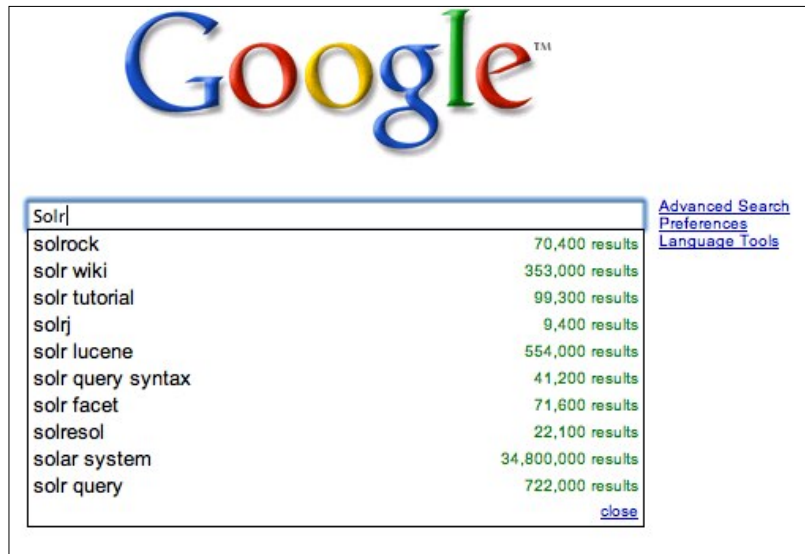 Google™
Solr
Advanced Search
Preferences
Language Tools
solrock 70,400 results
solr wiki 353,000 results
solr tutorial 99,300 results
solrj 9,400 results
solr lucene 554,000 results
solr query syntax 41,200 results
solr facet 71,600 results
solresol 22,100 results
solar system 34,800,000 results
solr query 722,000 results
close